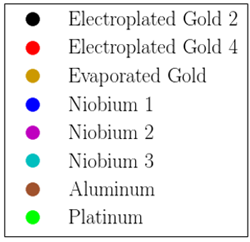 Electroplated Gold 2
Electroplated Gold 4
Evaporated Gold
Niobium 1
Niobium 2
Niobium 3
Aluminum
Platinum